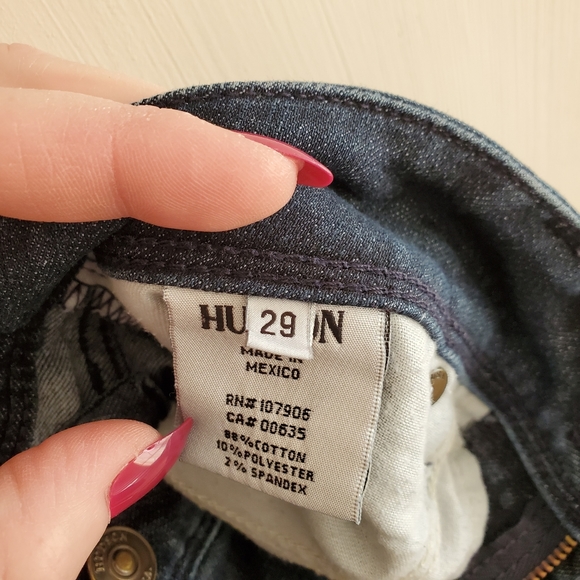 HU
29
ON
MADE IN
MEXICO
RN# 107906
CA# 00635
88% COTTON
10% POLYESTER
2% SPANDEX